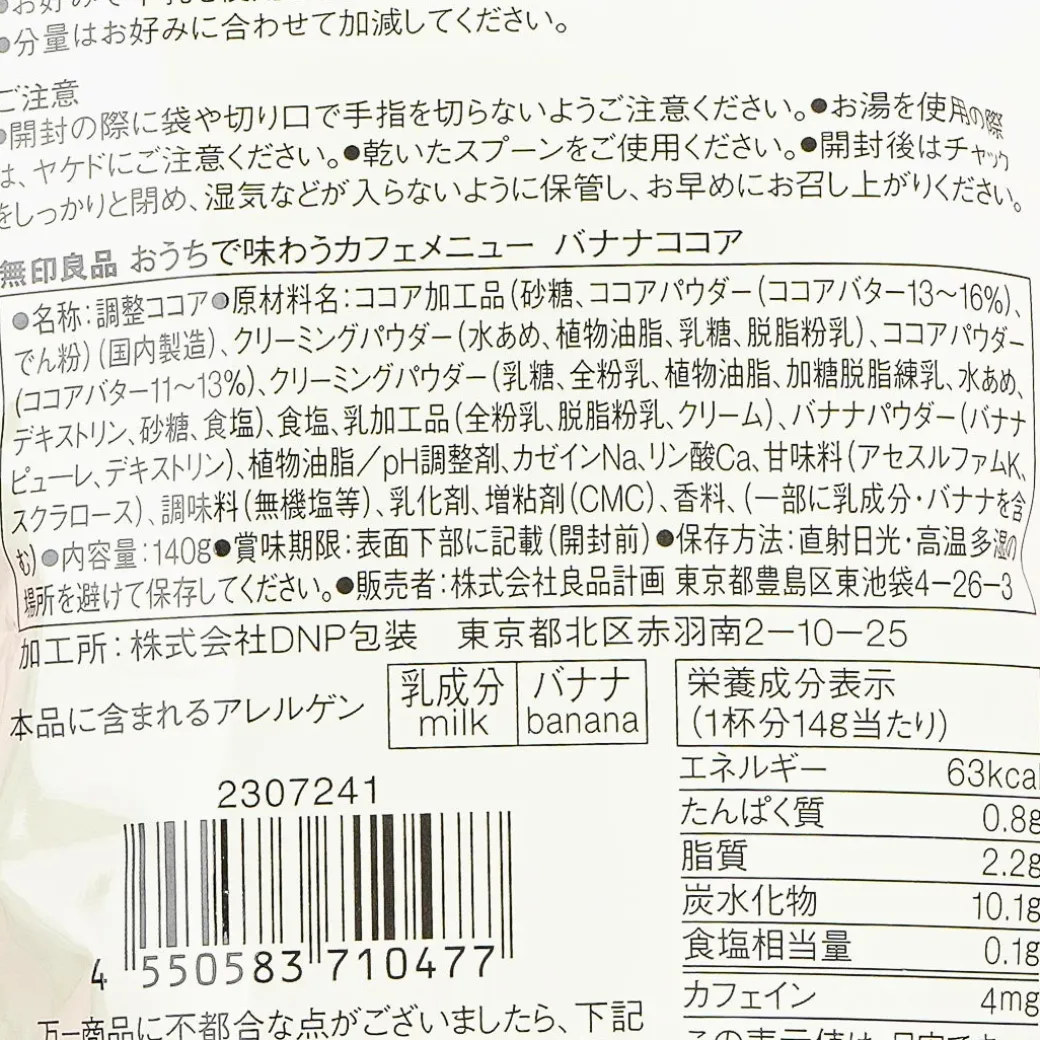 ●分量はお好みに合わせて加減してください。
ご注意
●開封の際に袋や切り口で手指を切らないようご注意ください。●お湯を使用の際
は、ヤケドにご注意ください。●乾いたスプーンをご使用ください。●開封後はチャック
をしっかりと閉め、湿気などが入らないように保管し、お早めにお召し上がりください。
無印良品 おうちで味わうカフェメニュー バナナココア
●名称：調整ココア●原材料名：ココア加工品（砂糖、ココアパウダー（ココアバター13〜16%）、
でん粉）（国内製造）、クリーミングパウダー（水あめ、植物油脂、乳糖、脱脂粉乳）、ココアパウダー
（ココアバター11〜13%）、クリーミングパウダー（乳糖、全粉乳、植物油脂、加糖脱脂練乳、水あめ、
デキストリン、砂糖、食塩）、食塩、乳加工品（全粉乳、脱脂粉乳、クリーム）、バナナパウダー（バナナ
ピューレ、デキストリン）、植物油脂／pH調整剤、カゼインNa、リン酸Ca、甘味料（アセスルファムK、
スクラロース）、調味料（無機塩等）、乳化剤、増粘剤（CMC）、香料、（一部に乳成分・バナナを含
む）●内容量：140g●賞味期限：表面下部に記載（開封前）●保存方法：直射日光・高温多湿の
場所を避けて保存してください。●販売者：株式会社良品計画 東京都豊島区東池袋4−26−3
加工所：株式会社DNP包装 東京都北区赤羽南2−10−25
本品に含まれるアレルゲン
乳成分
milk
バナナ
banana
栄養成分表示
（1杯分14g当たり）
エネルギー 63kcal
たんぱく質 0.8g
脂質 2.2g
炭水化物 10.1g
食塩相当量 0.1g
カフェイン 4mg
2307241
4 550583 710477
万一商品に不都合な点がございましたら、下記